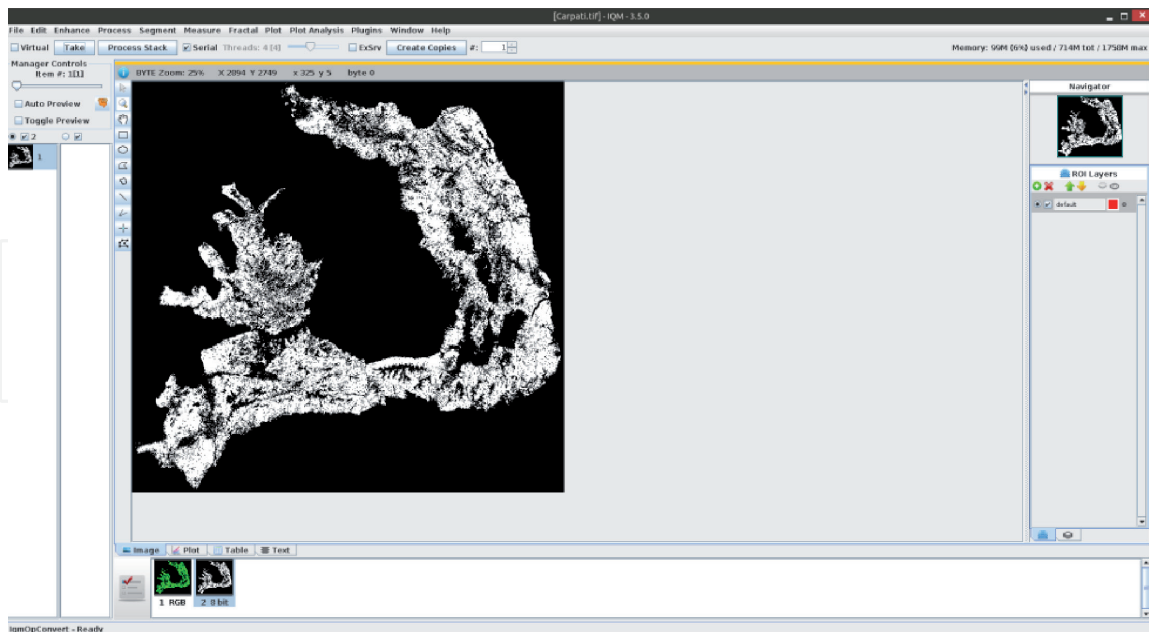 [Carpati.tif] - IQM - 3.5.0
File Edit Enhance Process Segment Measure Fractal Plot Plot Analysis Plugins Window Help
Virtual Take Process Stack Serial Threads: 4 [4] ExSrv Create Copies #: 1 Memory: 99M (6%) used / 714M tot / 1750M max
Manager Controls
Item #: 1[1]
Auto Preview
Toggle Preview
2
1
BYTE Zoom: 25% X 2094 Y 2749 x 325 y 5 byte 0
Navigator
ROI Layers
default
Image Plot Table Text
1 RGB 2 8 bit
IqmOpConvert - Ready